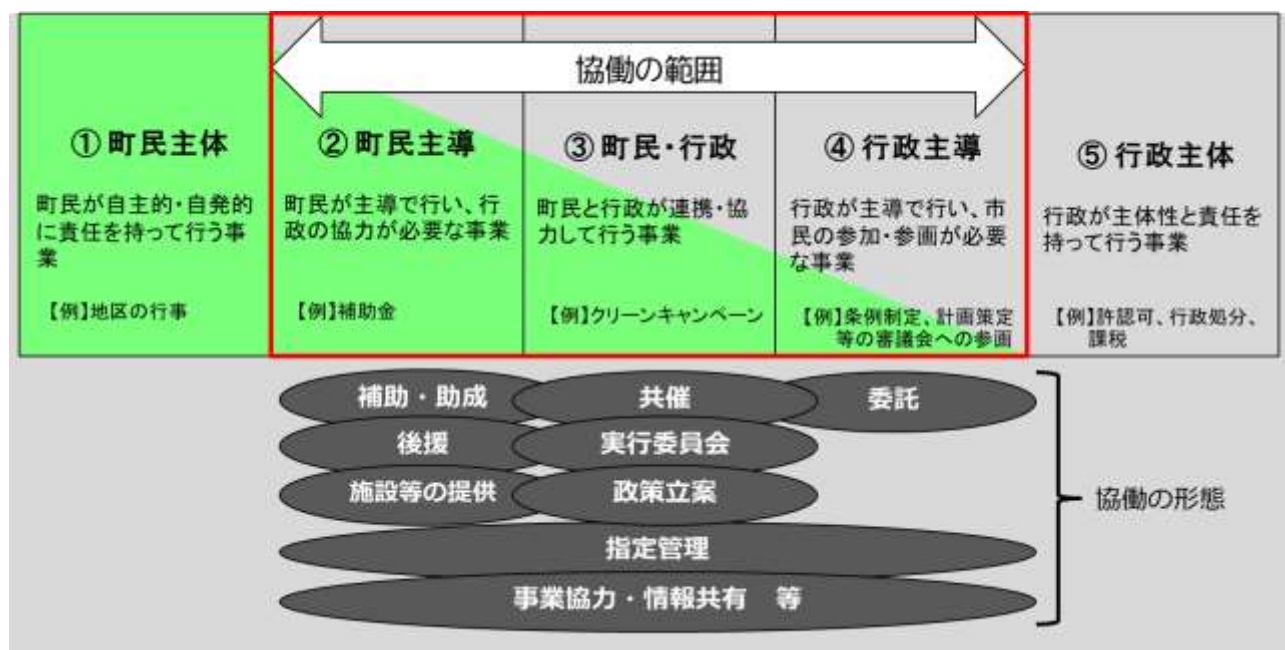 協働の範囲
①町民主体
町民が自主的・自発的
に責任を持って行う事
業
【例】地区の行事
②町民主導
町民が主導で行い、行
政の協力が必要な事業
【例】補助金
③町民・行政
町民と行政が連携・協
力して行う事業
【例】クリーンキャンペーン
④行政主導
行政が主導で行い、市
民の参加・参画が必要
な事業
【例】条例制定、計画策定
等の審議会への参画
⑤行政主体
行政が主体性と責任を
持って行う事業
【例】許認可、行政処分、
課税
補助・助成
共催
委託
後援
実行委員会
施設等の提供
政策立案
指定管理
事業協力・情報共有 等
協働の形態